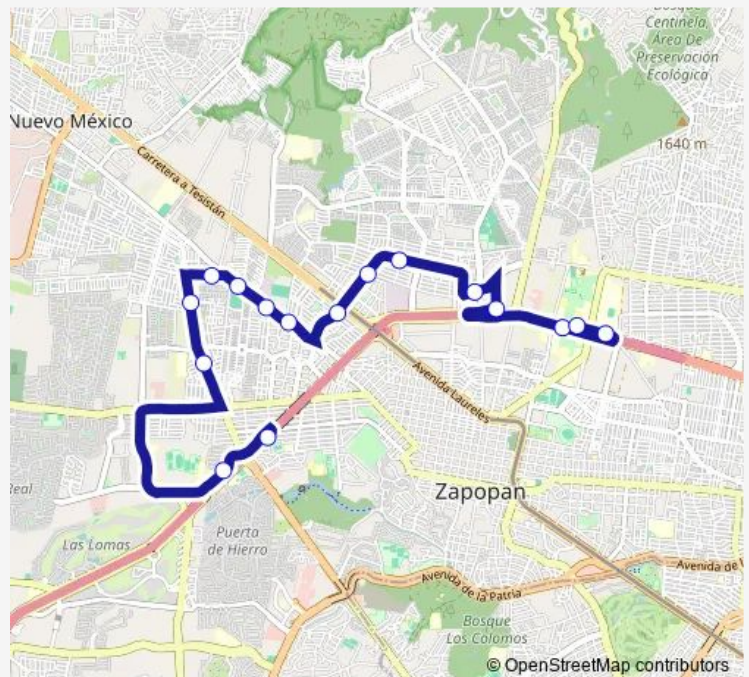 Bosque
Centinela,
Área De
Preservación
Ecológica
1640 m
Nuevo México
Carretera a Tesistán
Avenida Laureles
Zapopan
Real
Las Lomas
Puerta
de Hierro
Avenida de la Patria
Avenida de
Bosque
Los Colomos
© OpenStreetMap contributors